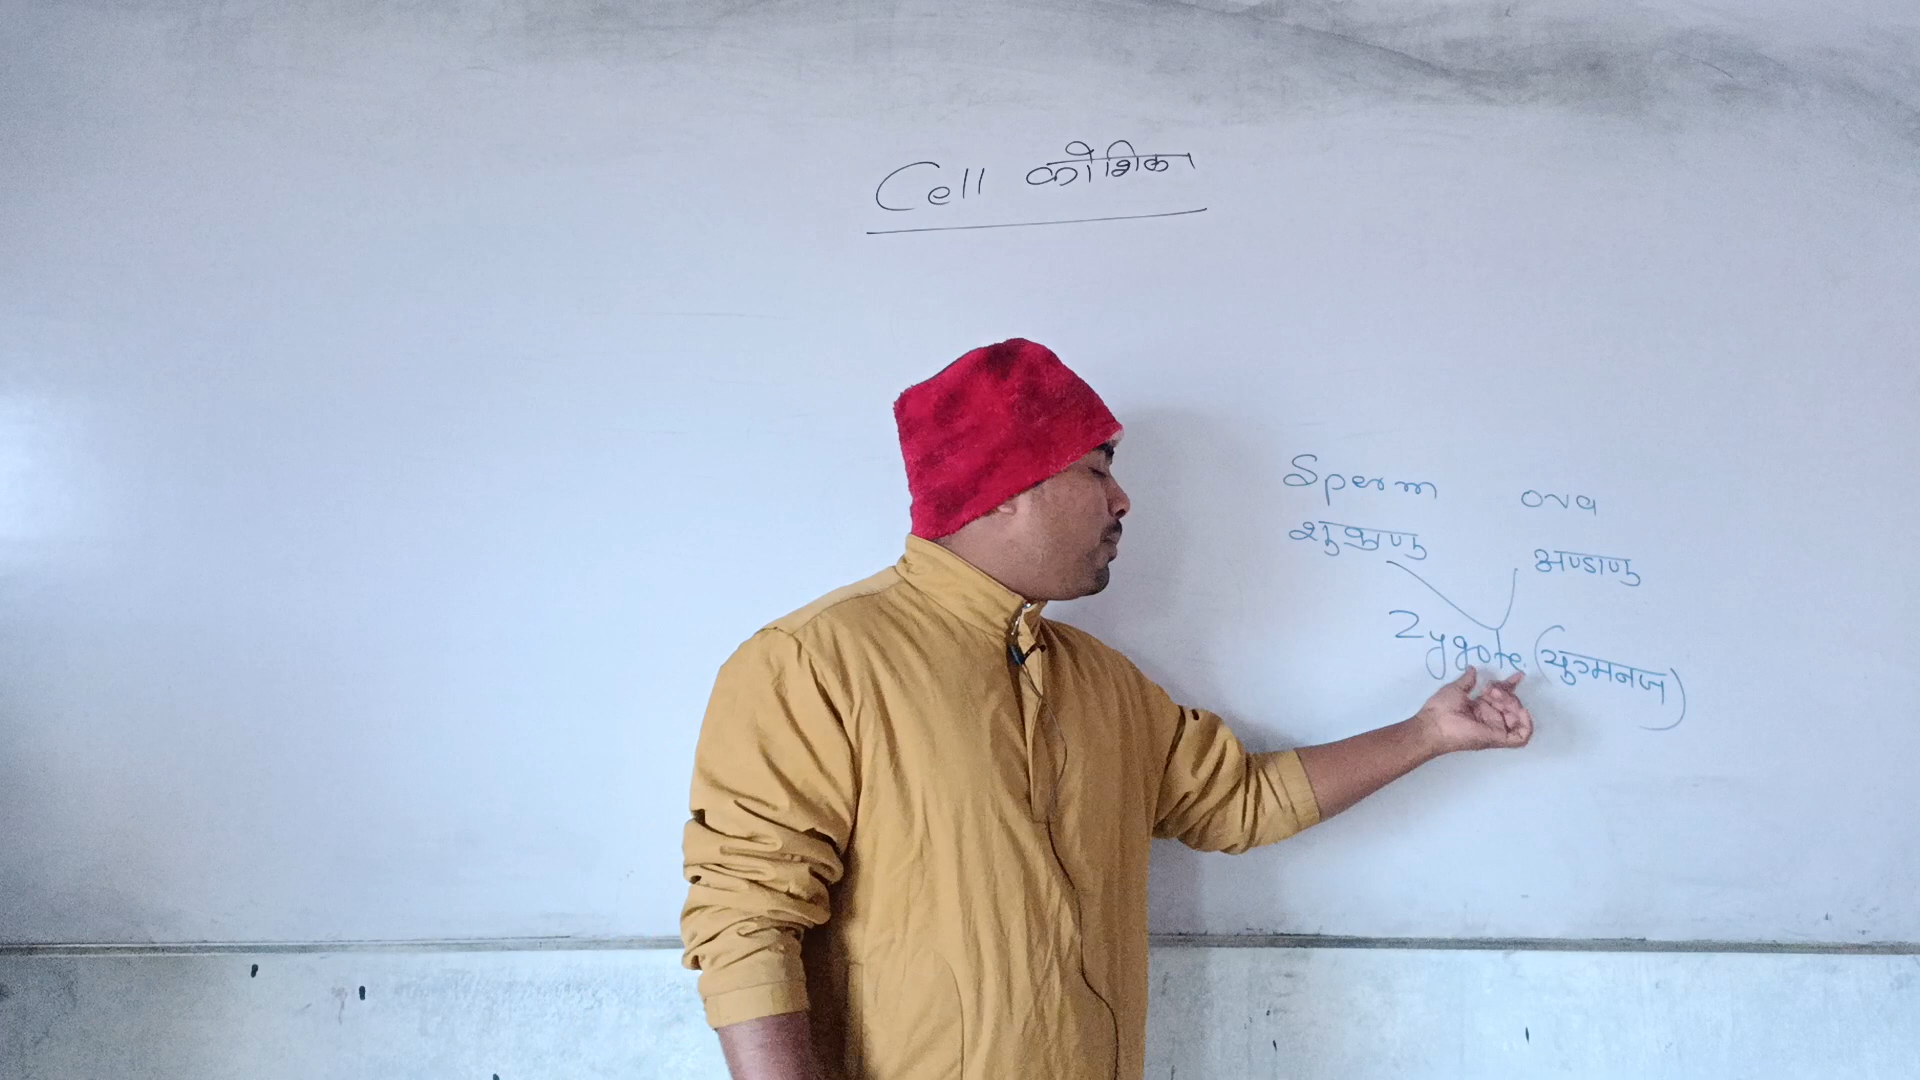 Cell कोशिका
Sperm ova
शुक्राणु अण्डाणु
Zygote (युग्मनज)